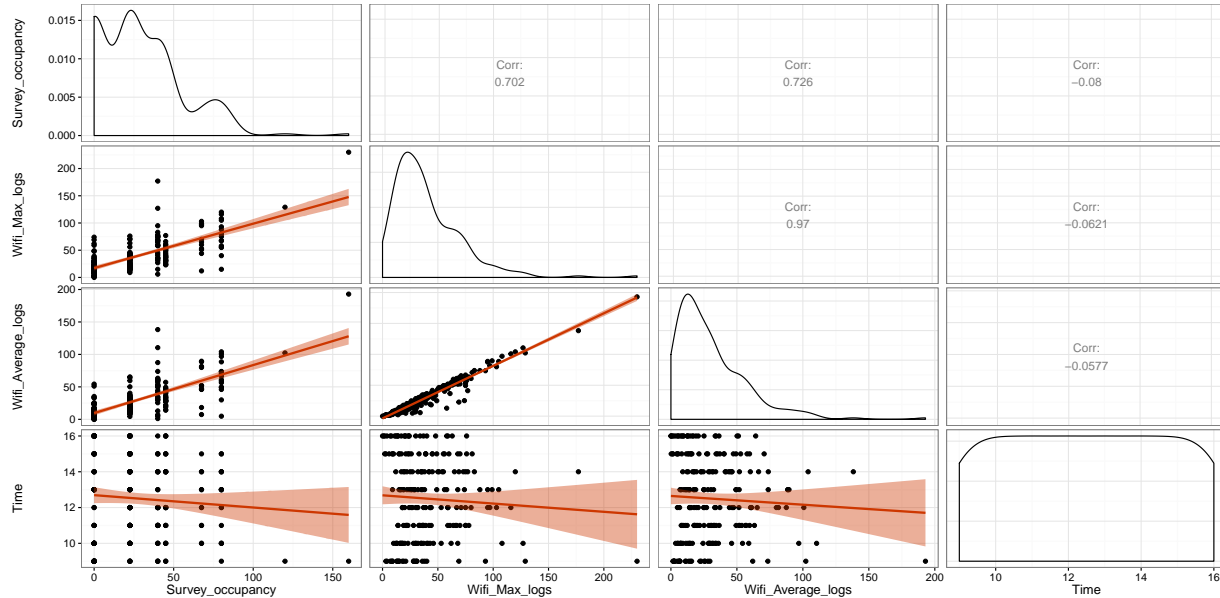 Survey_occupancy
0.015
0.010
0.005
0.000
Corr:
0.702
Corr:
0.726
Corr:
−0.08
Wifi_Max_logs
200
150
100
50
0
Corr:
0.97
Corr:
−0.0621
Wifi_Average_logs
200
150
100
50
0
Corr:
−0.0577
Time
16
14
12
10
0 50 100 150
0 50 100 150 200
0 50 100 150 200
10 12 14 16
Survey_occupancy
Wifi_Max_logs
Wifi_Average_logs
Time